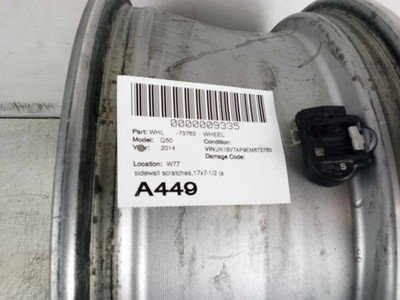 0000009335
Part: WHL -73763 WHEEL
Model: Q50 Condition:
Year: 2014 VIN:JN1BV7AP9EM673760
Damage Code:
Location: W77
sidewall scratches,17x7-1/2 (a
A449
S